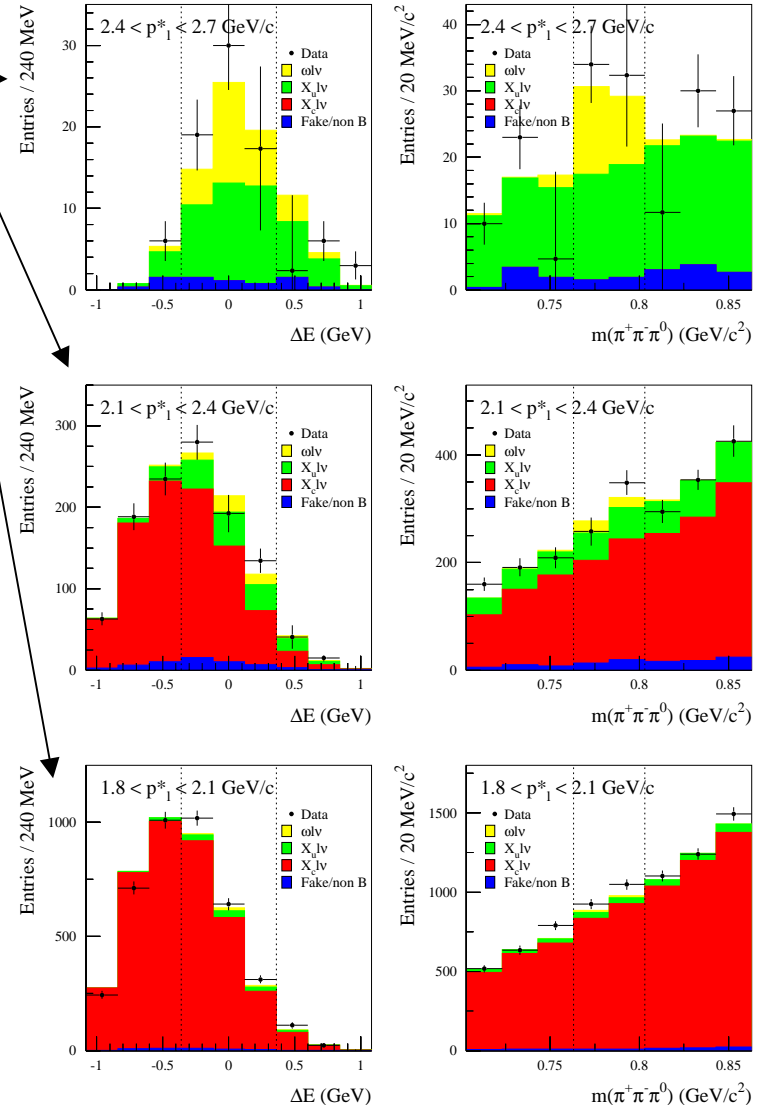 2.4 < p*l < 2.7 GeV/c
Entries / 240 MeV
Data
ωlν
Xulν
Xclν
Fake/non B
30
20
10
0
-1 -0.5 0 0.5 1
ΔE (GeV)
2.4 < p*l < 2.7 GeV/c
Entries / 20 MeV/c²
Data
ωlν
Xulν
Xclν
Fake/non B
40
30
20
10
0
0.75 0.8 0.85
m(π⁺π⁻π⁰) (GeV/c²)
2.1 < p*l < 2.4 GeV/c
Entries / 240 MeV
Data
ωlν
Xulν
Xclν
Fake/non B
300
200
100
0
-1 -0.5 0 0.5 1
ΔE (GeV)
2.1 < p*l < 2.4 GeV/c
Entries / 20 MeV/c²
Data
ωlν
Xulν
Xclν
Fake/non B
400
200
0
0.75 0.8 0.85
m(π⁺π⁻π⁰) (GeV/c²)
1.8 < p*l < 2.1 GeV/c
Entries / 240 MeV
Data
ωlν
Xulν
Xclν
Fake/non B
1000
500
0
-1 -0.5 0 0.5 1
ΔE (GeV)
1.8 < p*l < 2.1 GeV/c
Entries / 20 MeV/c²
Data
ωlν
Xulν
Xclν
Fake/non B
1500
1000
500
0
0.75 0.8 0.85
m(π⁺π⁻π⁰) (GeV/c²)